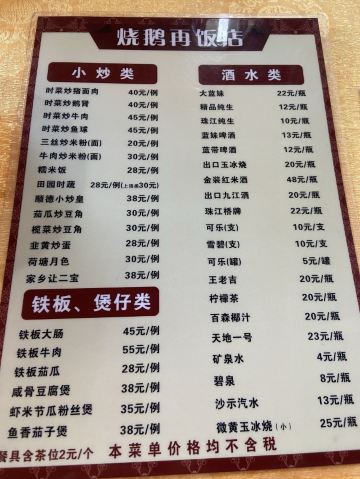 烧鹅冉饭店
小炒类
时菜炒猪面肉 40元/例
时菜炒鹅肾 40元/例
时菜炒牛肉 45元/例
时菜炒鱼球 45元/例
三丝炒米粉(面) 20元/例
牛肉炒米粉(面) 30元/例
糯米饭 28元/例
田园时蔬 28元/例(上汤加30元)
顺德小炒皇 38元/例
茄瓜炒豆角 30元/例
榄菜炒豆角 30元/例
韭黄炒蛋 28元/例
荷塘月色 30元/例
家乡让二宝 38元/例
铁板、煲仔类
铁板大肠 45元/例
铁板牛肉 55元/例
铁板茄瓜 28元/例
咸骨豆腐煲 38元/例
虾米节瓜粉丝煲 35元/例
鱼香茄子煲 38元/例
酒水类
大蓝妹 22元/瓶
精品纯生 12元/瓶
珠江纯生 10元/瓶
蓝妹啤酒 13元/瓶
蓝带啤酒 12元/瓶
出口玉冰烧 20元/瓶
金装红米酒 48元/瓶
出口九江酒 20元/瓶
珠江桥牌 22元/瓶
可乐(支) 10元/支
雪碧(支) 10元/支
可乐(罐) 5元/罐
王老吉 20元/瓶
柠檬茶 20元/瓶
百森椰汁 20元/瓶
天地一号 23元/瓶
矿泉水 4元/瓶
碧泉 8元/瓶
沙示汽水 13元/瓶
微黄玉冰烧(小) 25元/瓶
餐具含茶位2元/个 本菜单价格均不含税